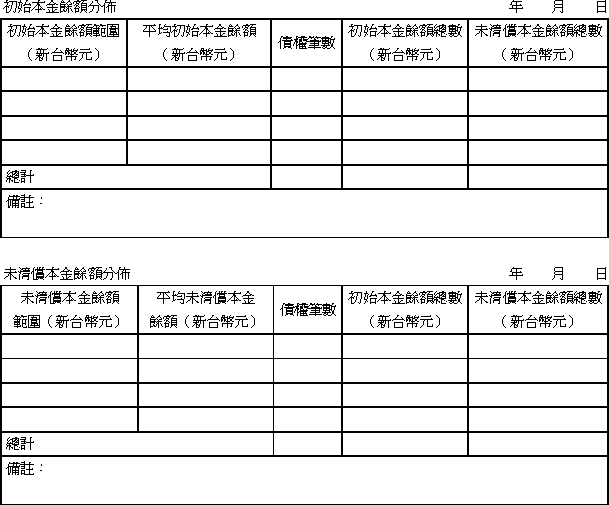 初始本金餘額分佈 年 月 日
初始本金餘額範圍 平均初始本金餘額 債權筆數 初始本金餘額總數 未清償本金餘額總數
（新台幣元） （新台幣元） （新台幣元） （新台幣元）
總計
備註：
未清償本金餘額分佈 年 月 日
未清償本金餘額 平均未清償本金 債權筆數 初始本金餘額總數 未清償本金餘額總數
範圍（新台幣元） 餘額（新台幣元） （新台幣元） （新台幣元）
總計
備註：